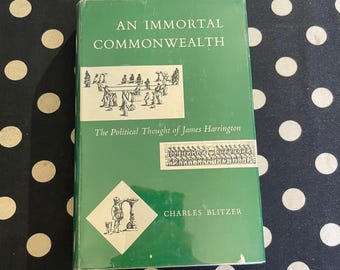 AN IMMORTAL
COMMONWEALTH
The Political Thought of James Harrington
CHARLES BLITZER